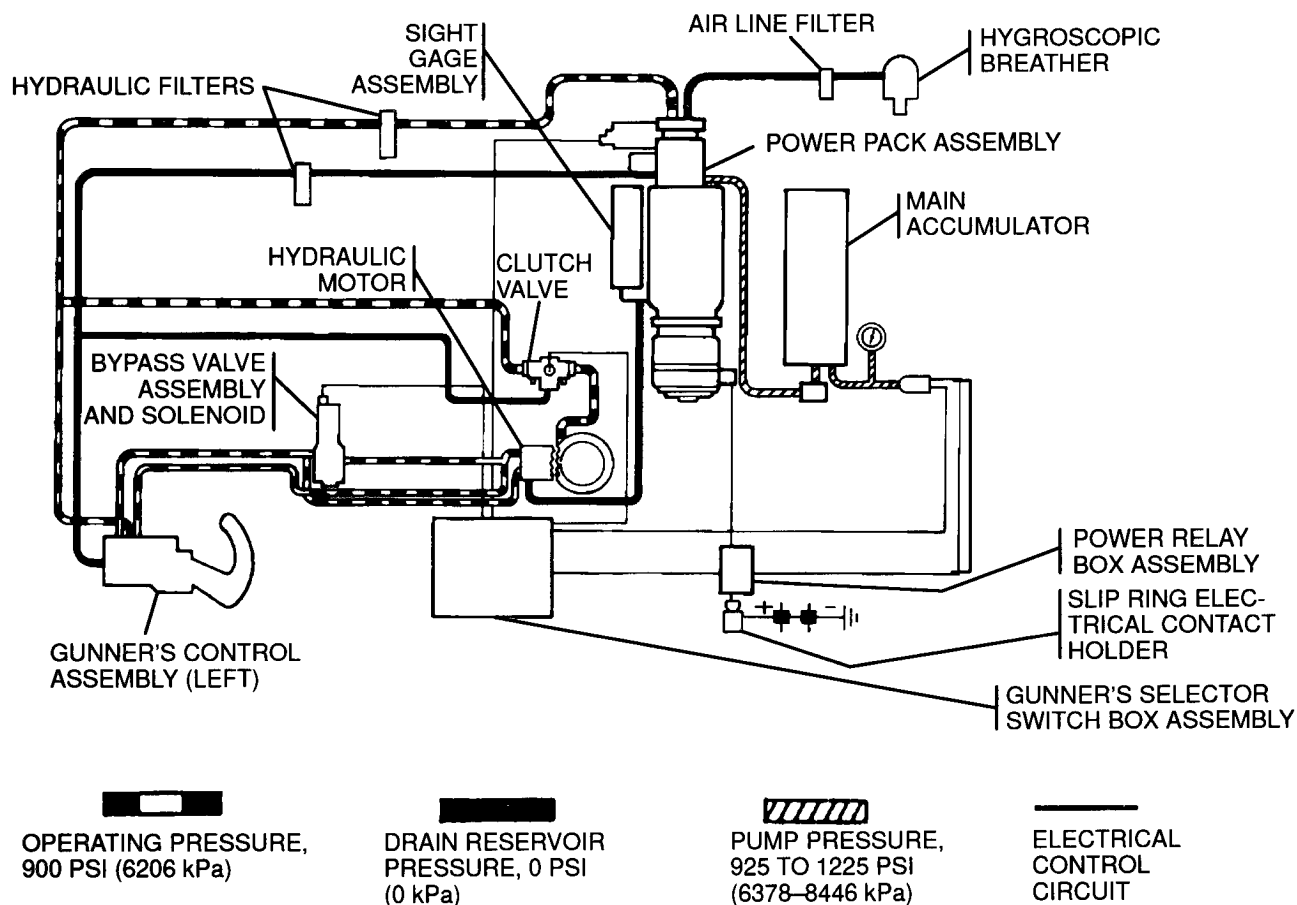 SIGHT
GAGE
ASSEMBLY
AIR LINE FILTER
HYGROSCOPIC
BREATHER
HYDRAULIC FILTERS
POWER PACK ASSEMBLY
MAIN
ACCUMULATOR
HYDRAULIC
MOTOR
CLUTCH
VALVE
BYPASS VALVE
ASSEMBLY
AND SOLENOID
+ -
POWER RELAY
BOX ASSEMBLY
SLIP RING ELEC-
TRICAL CONTACT
HOLDER
GUNNER'S CONTROL
ASSEMBLY (LEFT)
GUNNER'S SELECTOR
SWITCH BOX ASSEMBLY
OPERATING PRESSURE,
900 PSI (6206 kPa)
DRAIN RESERVOIR
PRESSURE, 0 PSI
(0 kPa)
PUMP PRESSURE,
925 TO 1225 PSI
(6378–8446 kPa)
ELECTRICAL
CONTROL
CIRCUIT